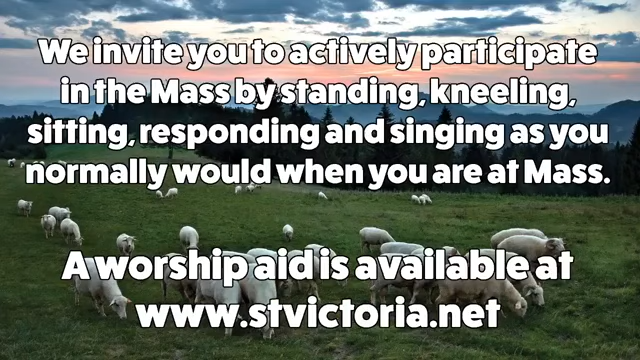 We invite you to actively participate
in the Mass by standing, kneeling,
sitting, responding and singing as you
normally would when you are at Mass.
A worship aid is available at
www.stvictoria.net